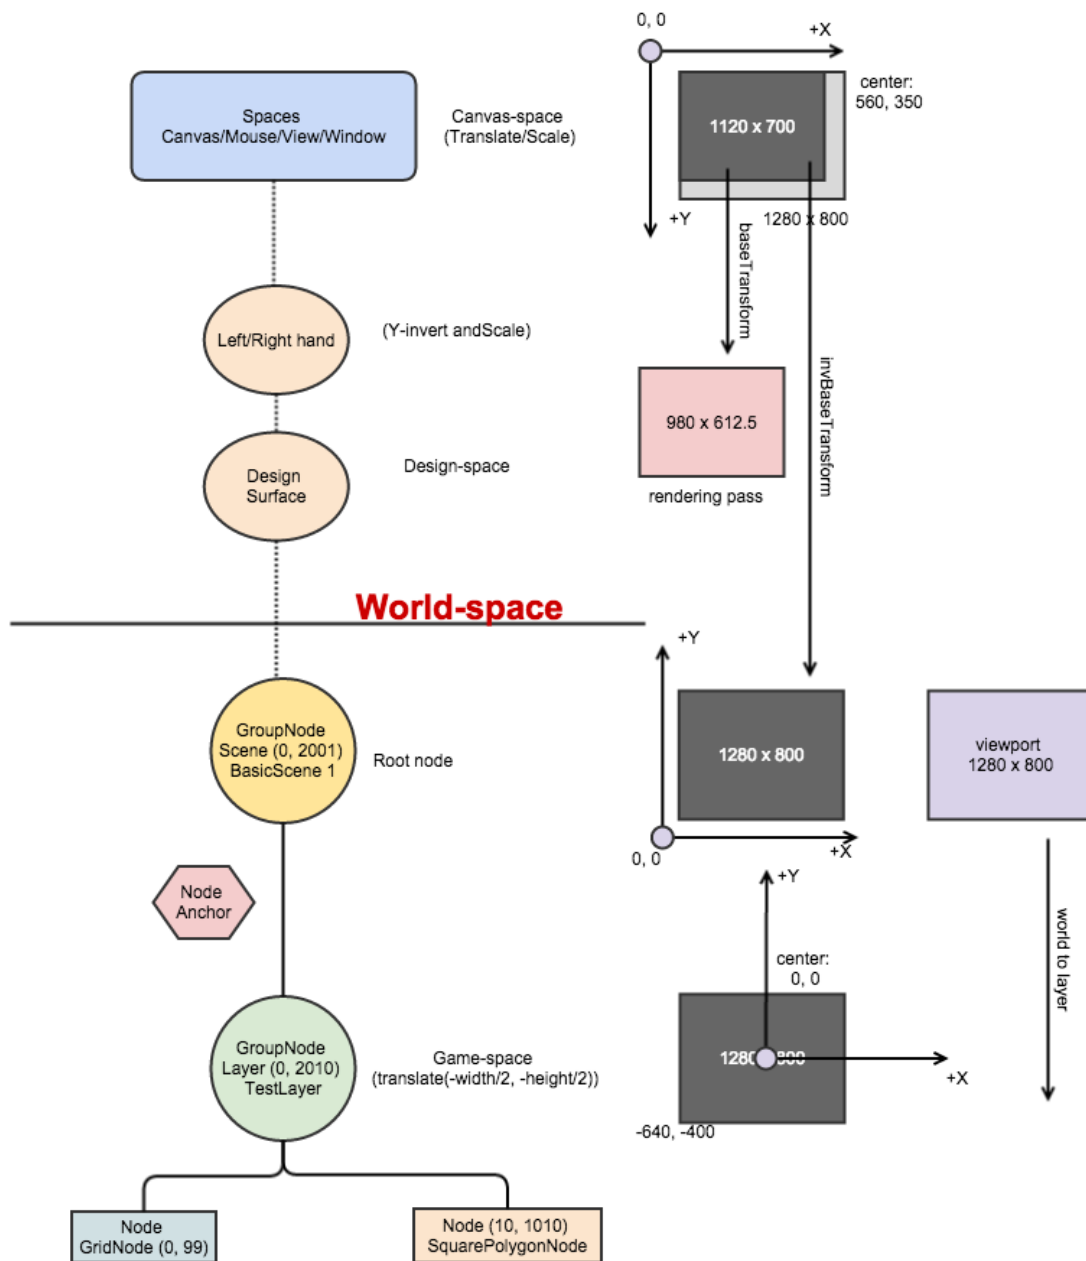 0, 0
+X
center:
560, 350
Spaces
Canvas/Mouse/View/Window
Canvas-space
(Translate/Scale)
1120 x 700
+Y
1280 x 800
baseTransform
Left/Right hand
(Y-invert andScale)
invBaseTransform
980 x 612.5
rendering pass
Design
Surface
Design-space
World-space
+Y
GroupNode
Scene (0, 2001)
BasicScene 1
Root node
1280 x 800
viewport
1280 x 800
0, 0
+X
Node
Anchor
+Y
center:
0, 0
world to layer
GroupNode
Layer (0, 2010)
TestLayer
Game-space
(translate(-width/2, -height/2))
1280 x 800
+X
-640, -400
Node
GridNode (0, 99)
Node (10, 1010)
SquarePolygonNode